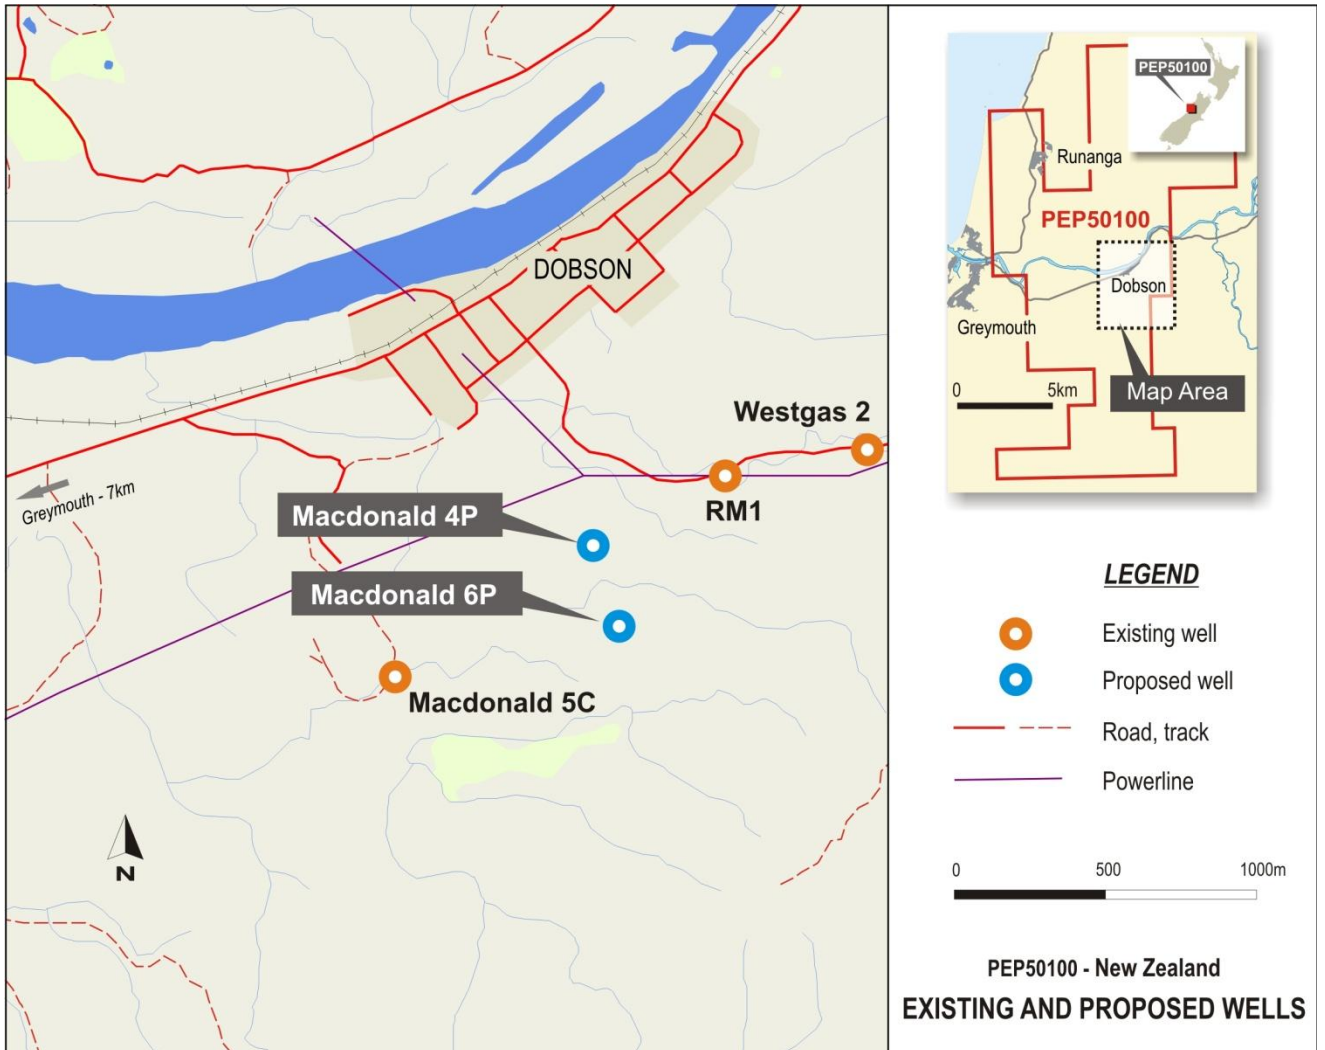 DOBSON
Westgas 2
RM1
Greymouth - 7km
Macdonald 4P
Macdonald 6P
Macdonald 5C
N
PEP50100
Runanga
PEP50100
Dobson
Greymouth
0 5km
Map Area
LEGEND
Existing well
Proposed well
Road, track
Powerline
0 500 1000m
PEP50100 - New Zealand
EXISTING AND PROPOSED WELLS